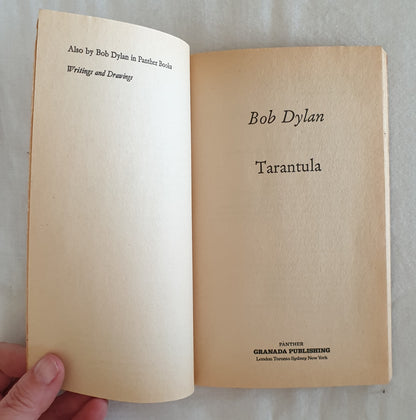 Also by Bob Dylan in Panther Books
Writings and Drawings
Bob Dylan
Tarantula
PANTHER
GRANADA PUBLISHING
London Toronto Sydney New York